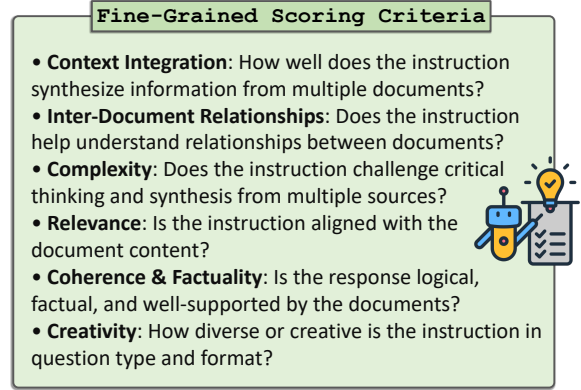 Fine-Grained Scoring Criteria
• Context Integration: How well does the instruction
synthesize information from multiple documents?
• Inter-Document Relationships: Does the instruction
help understand relationships between documents?
• Complexity: Does the instruction challenge critical
thinking and synthesis from multiple sources?
• Relevance: Is the instruction aligned with the
document content?
• Coherence & Factuality: Is the response logical,
factual, and well-supported by the documents?
• Creativity: How diverse or creative is the instruction in
question type and format?